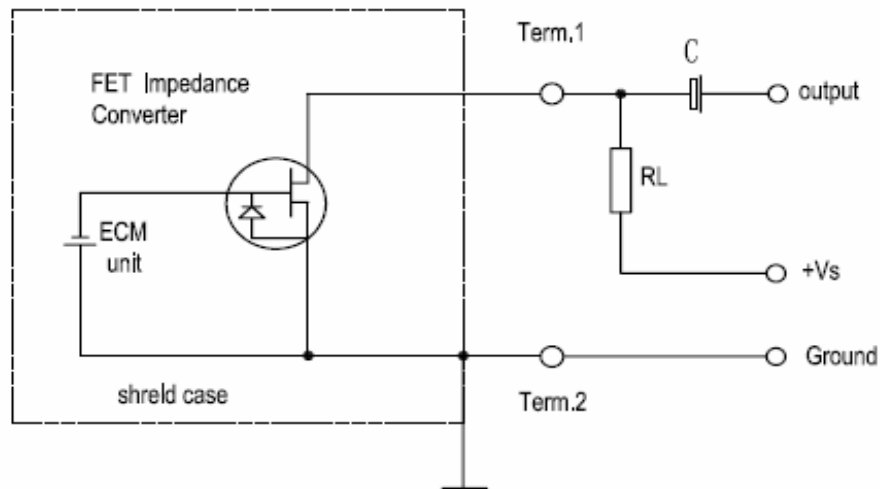 Term.1
C
FET Impedance
Converter
output
RL
ECM
unit
+Vs
Ground
shreld case
Term.2